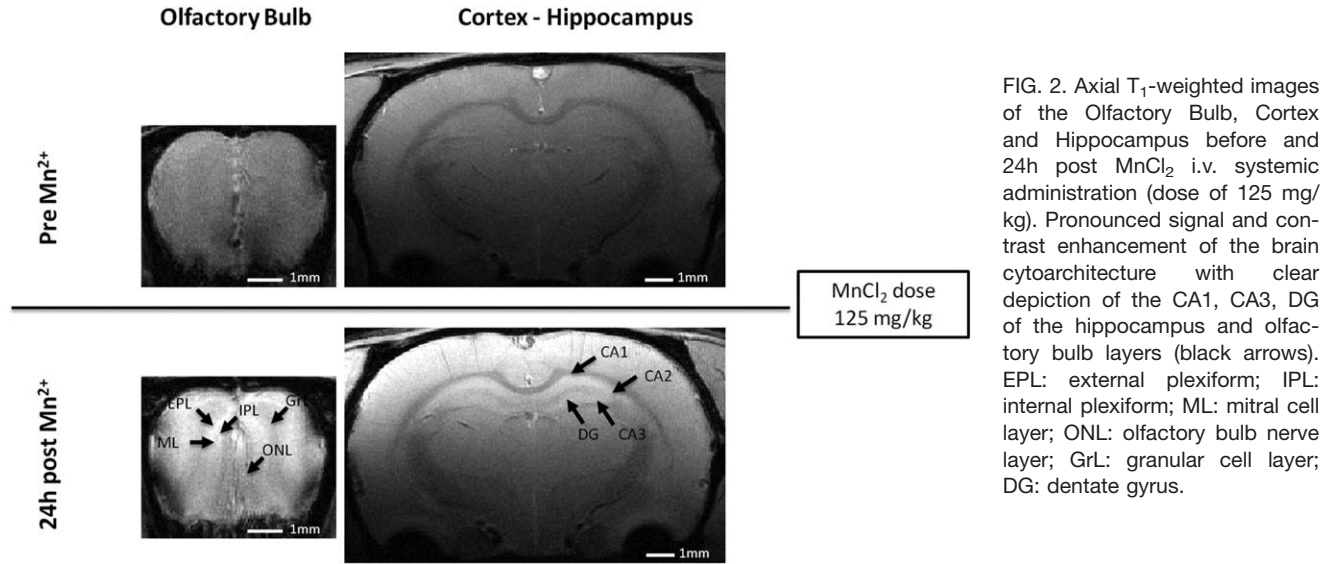 Olfactory Bulb
Cortex - Hippocampus
Pre Mn²⁺
1mm
1mm
MnCl₂ dose
125 mg/kg
24h post Mn²⁺
EPL
IPL
GrL
ML
ONL
1mm
CA1
CA2
DG
CA3
1mm
FIG. 2. Axial T₁-weighted images
of the Olfactory Bulb, Cortex
and Hippocampus before and
24h post MnCl₂ i.v. systemic
administration (dose of 125 mg/
kg). Pronounced signal and con-
trast enhancement of the brain
cytoarchitecture with clear
depiction of the CA1, CA3, DG
of the hippocampus and olfac-
tory bulb layers (black arrows).
EPL: external plexiform; IPL:
internal plexiform; ML: mitral cell
layer; ONL: olfactory bulb nerve
layer; GrL: granular cell layer;
DG: dentate gyrus.